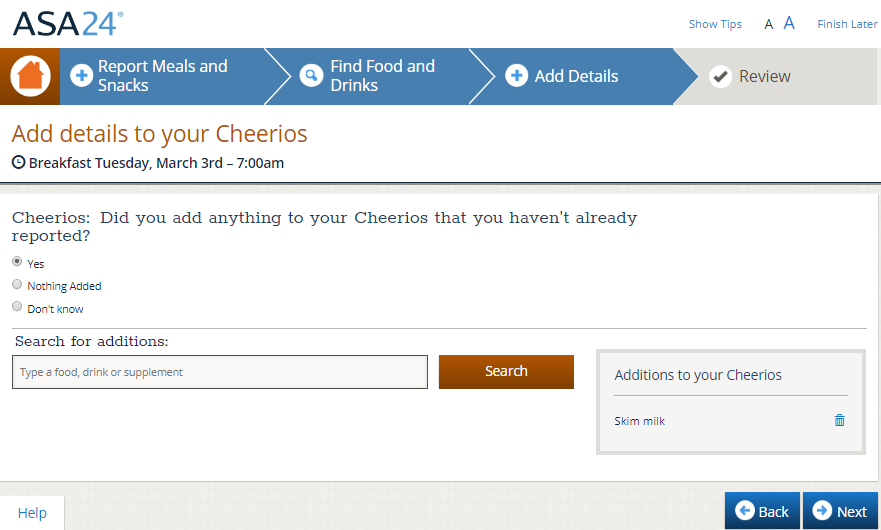 ASA24®
Show Tips A A Finish Later
Report Meals and
Snacks
Find Food and
Drinks
Add Details
Review
Add details to your Cheerios
Breakfast Tuesday, March 3rd – 7:00am
Cheerios: Did you add anything to your Cheerios that you haven't already
reported?
Yes
Nothing Added
Don't know
Search for additions:
Type a food, drink or supplement
Search
Additions to your Cheerios
Skim milk
Help
Back
Next